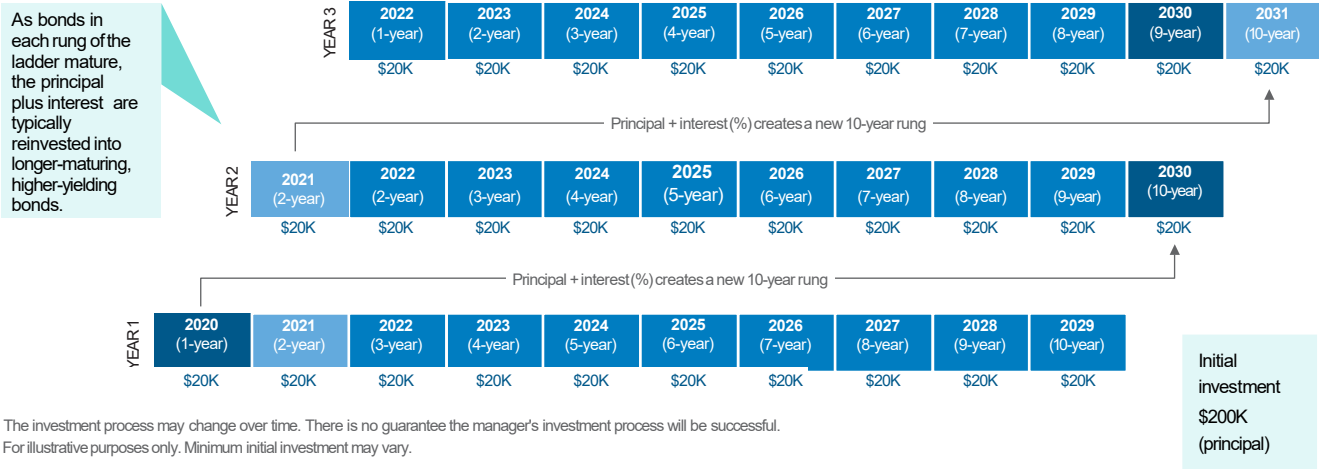 As bonds in
each rung of the
ladder mature,
the principal
plus interest are
typically
reinvested into
longer-maturing,
higher-yielding
bonds.
YEAR 3
2022 2023 2024 2025 2026 2027 2028 2029 2030 2031
(1-year) (2-year) (3-year) (4-year) (5-year) (6-year) (7-year) (8-year) (9-year) (10-year)
$20K $20K $20K $20K $20K $20K $20K $20K $20K $20K
Principal + interest (%) creates a new 10-year rung
YEAR 2
2021 2022 2023 2024 2025 2026 2027 2028 2029 2030
(2-year) (2-year) (3-year) (4-year) (5-year) (6-year) (7-year) (8-year) (9-year) (10-year)
$20K $20K $20K $20K $20K $20K $20K $20K $20K $20K
Principal + interest (%) creates a new 10-year rung
YEAR 1
2020 2021 2022 2023 2024 2025 2026 2027 2028 2029
(1-year) (2-year) (3-year) (4-year) (5-year) (6-year) (7-year) (8-year) (9-year) (10-year)
$20K $20K $20K $20K $20K $20K $20K $20K $20K $20K
Initial
investment
$200K
(principal)
The investment process may change over time. There is no guarantee the manager's investment process will be successful.
For illustrative purposes only. Minimum initial investment may vary.